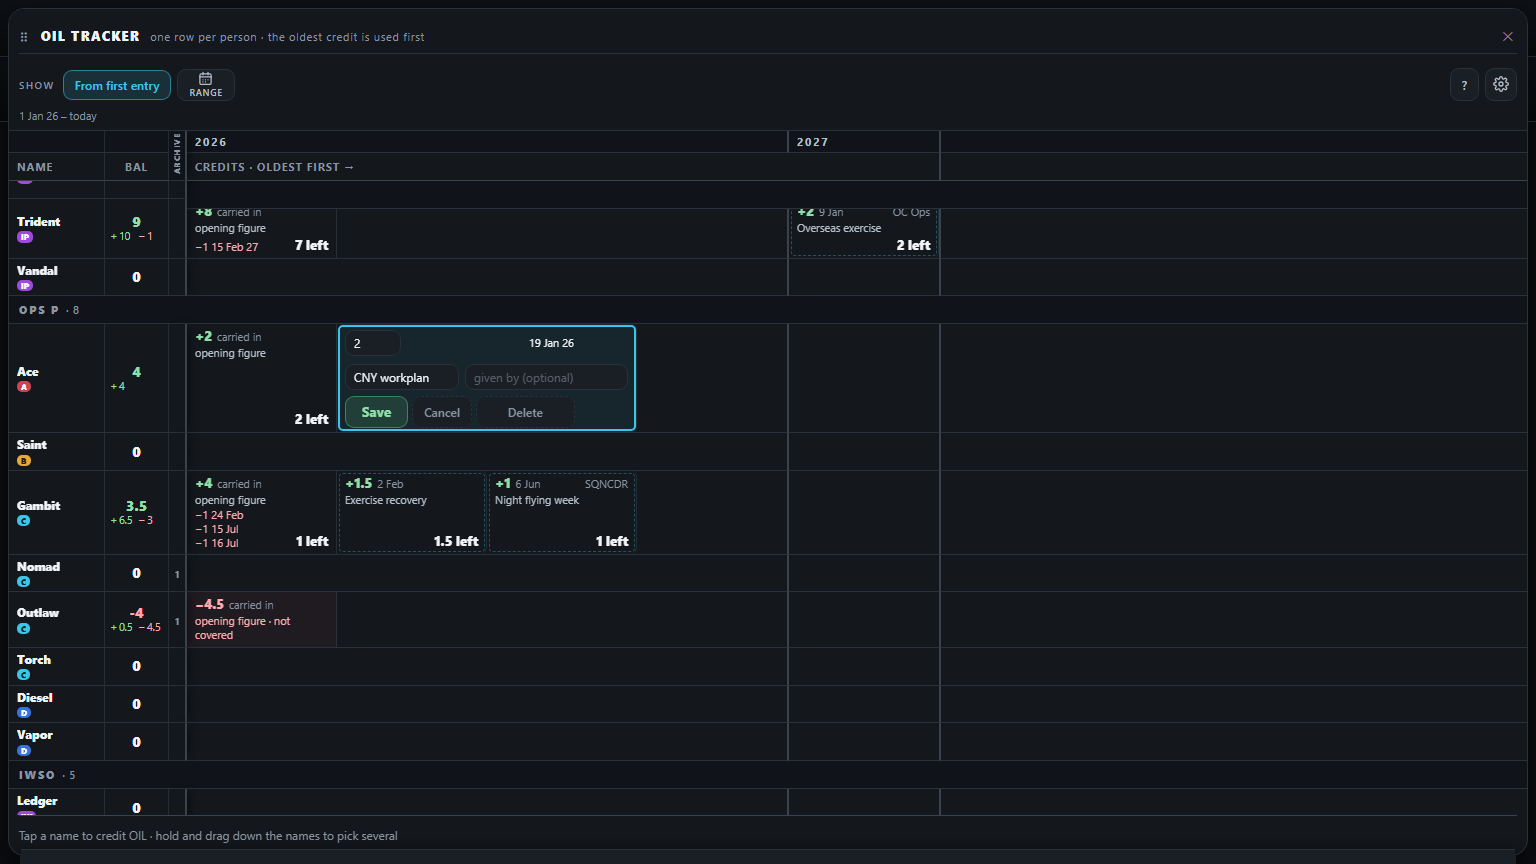 OIL TRACKER one row per person · the oldest credit is used first
SHOW From first entry RANGE ?
1 Jan 26 – today
2026 2027
NAME BAL ARCHIVE CREDITS · OLDEST FIRST →
Trident IP 9 +10 −1
+8 carried in
opening figure
−1 15 Feb 27 7 left
+2 9 Jan OC Ops
Overseas exercise
2 left
Vandal IP 0
OPS P · 8
Ace A 4 +4
+2 carried in
opening figure
2 left
2 19 Jan 26
CNY workplan given by (optional)
Save Cancel Delete
Saint B 0
Gambit C 3.5 +6.5 −3
+4 carried in
opening figure
−1 24 Feb
−1 15 Jul
−1 16 Jul 1 left
+1.5 2 Feb
Exercise recovery
1.5 left
+1 6 Jun SQNCDR
Night flying week
1 left
Nomad C 0 1
Outlaw C -4 +0.5 −4.5 1
−4.5 carried in
opening figure · not
covered
Torch C 0
Diesel D 0
Vapor D 0
IWSO · 5
Ledger 0
Tap a name to credit OIL · hold and drag down the names to pick several